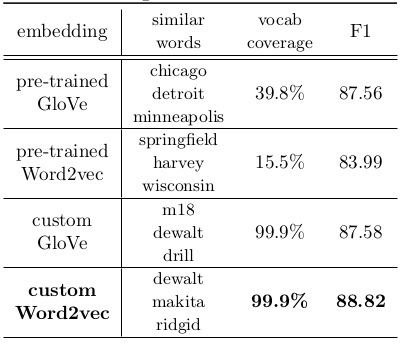 embedding similar words vocab coverage F1
pre-trained GloVe chicago detroit minneapolis 39.8% 87.56
pre-trained Word2vec springfield harvey wisconsin 15.5% 83.99
custom GloVe m18 dewalt drill 99.9% 87.58
custom Word2vec dewalt makita ridgid 99.9% 88.82